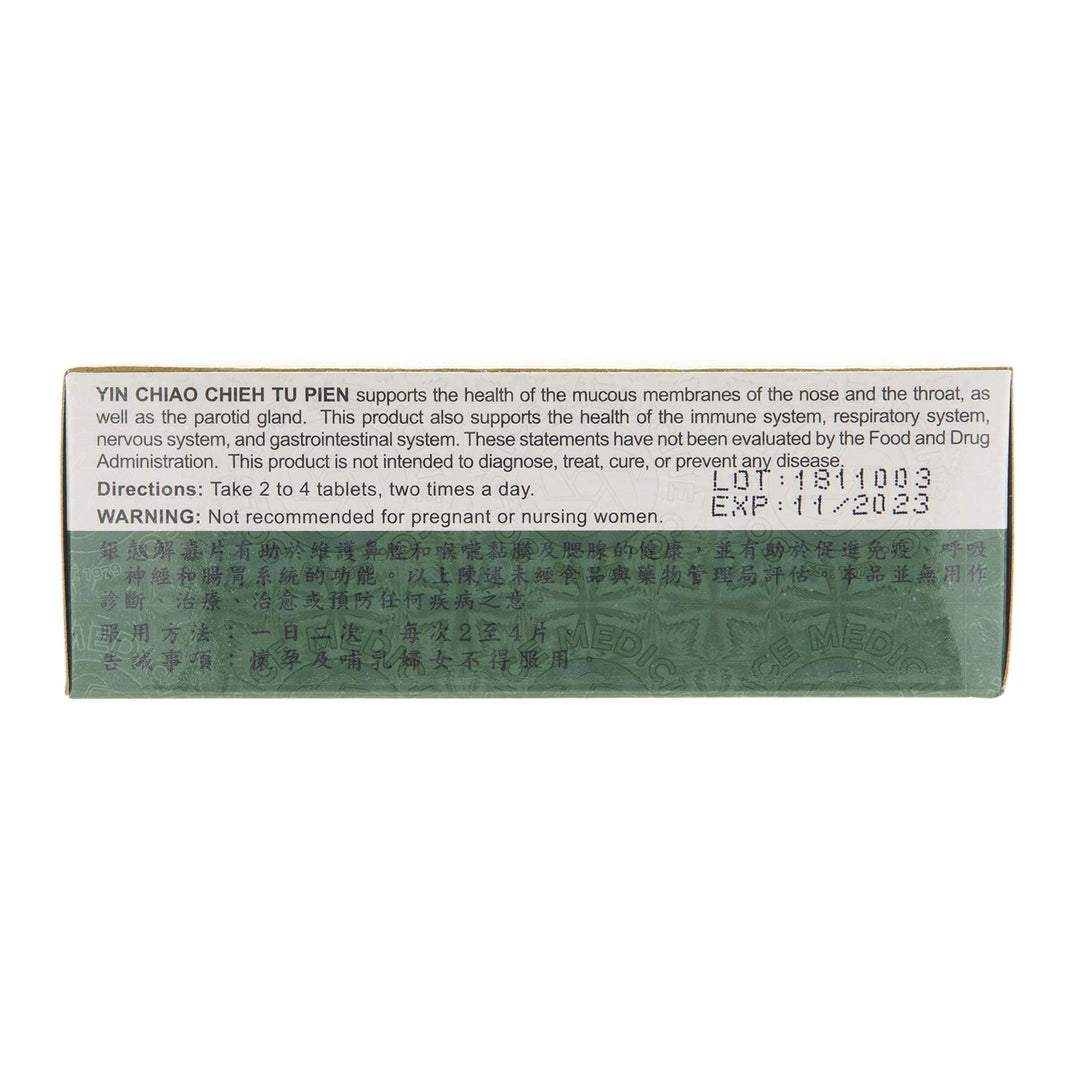 YIN CHIAO CHIEH TU PIEN supports the health of the mucous membranes of the nose and the throat, as
well as the parotid gland. This product also supports the health of the immune system, respiratory system,
nervous system, and gastrointestinal system. These statements have not been evaluated by the Food and Drug
Administration. This product is not intended to diagnose, treat, cure, or prevent any disease.
LOT:1811003
Directions: Take 2 to 4 tablets, two times a day.
EXP:11/2023
WARNING: Not recommended for pregnant or nursing women.
銀翹解毒片有助於維護鼻腔和喉嚨黏膜及腮腺的健康,並有助於促進免疫、呼吸
神經和腸胃系統的功能。以上陳述未經食品與藥物管理局評估。本品並無用作
診斷、治療、治愈或預防任何疾病之意。
服用方法:一日二次,每次2至4片
告誡事項:懷孕及哺乳婦女不得服用。
1979
CE MEDIC
CE MEDIC